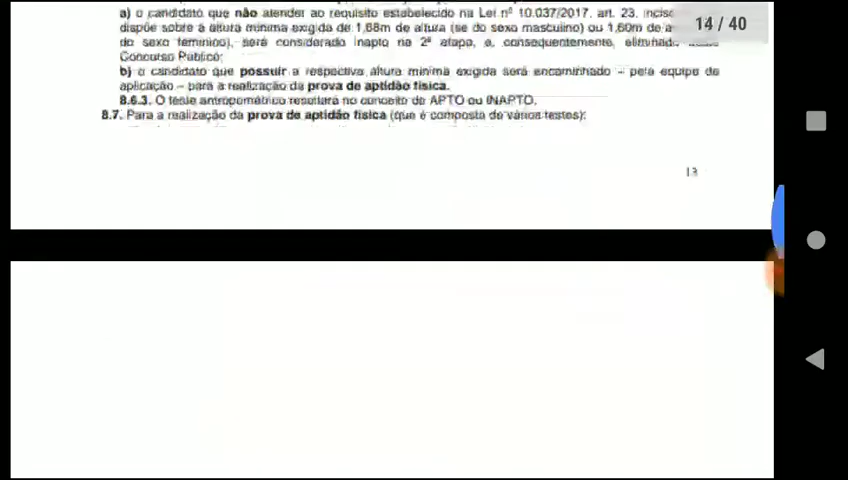 a) o candidato que não atender ao requisito estabelecido na Lei nº 10.037/2017, art. 23, incisc
14 / 40
dispõe sobre a altura mínima exigida de 1,68m de altura (se do sexo masculino) ou 1,60m de a
do sexo feminino), será considerado inapto na 2ª etapa, e, consequentemente, eliminad
Concurso Público;
b) o candidato que possuir a respectiva altura mínima exigida será encaminhado – pela equipe de
aplicação – para a realização da prova de aptidão física.
8.6.3. O teste antropométrico resultará no conceito de APTO ou INAPTO.
8.7. Para a realização da prova de aptidão física (que é composta de vários testes):
13